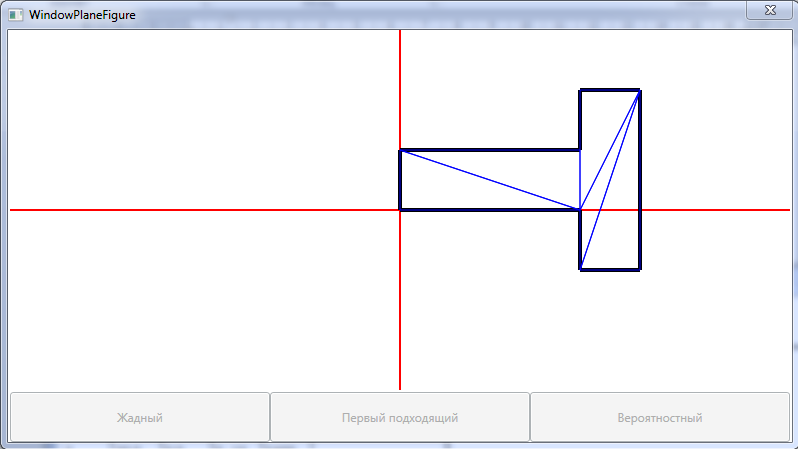 WindowPlaneFigure
Жадный
Первый подходящий
Вероятностный